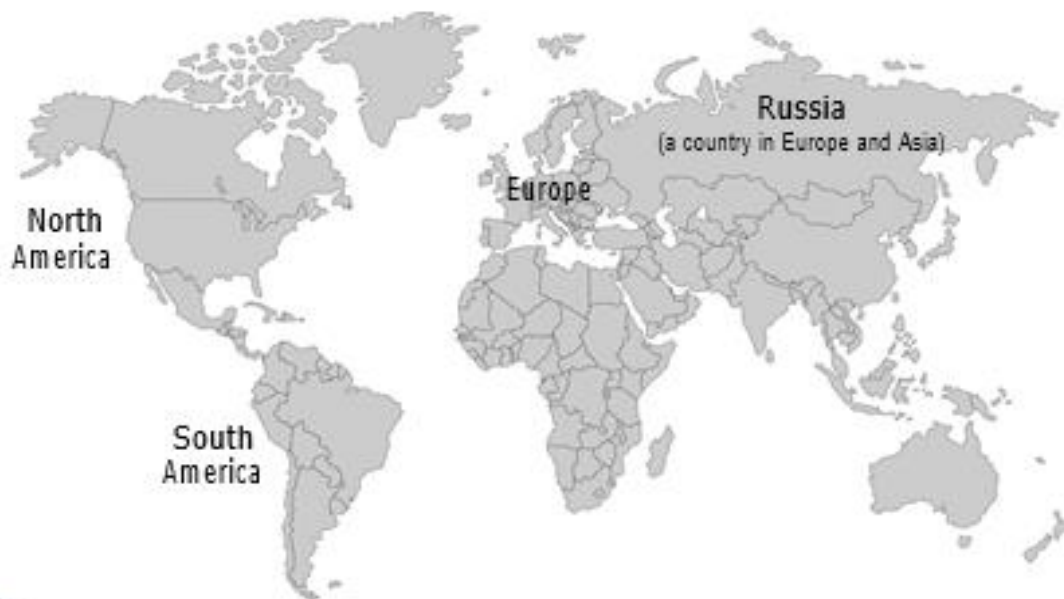 Russia
(a country in Europe and Asia)
Europe
North
America
South
America